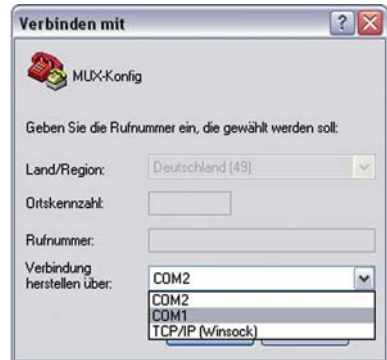 Verbinden mit
MUX-Konfig
Geben Sie die Rufnummer ein, die gewählt werden soll:
Land/Region: Deutschland (49)
Ortskennzahl:
Rufnummer:
Verbindung
herstellen über: COM2
COM2
COM1
TCP/IP (Winsock)